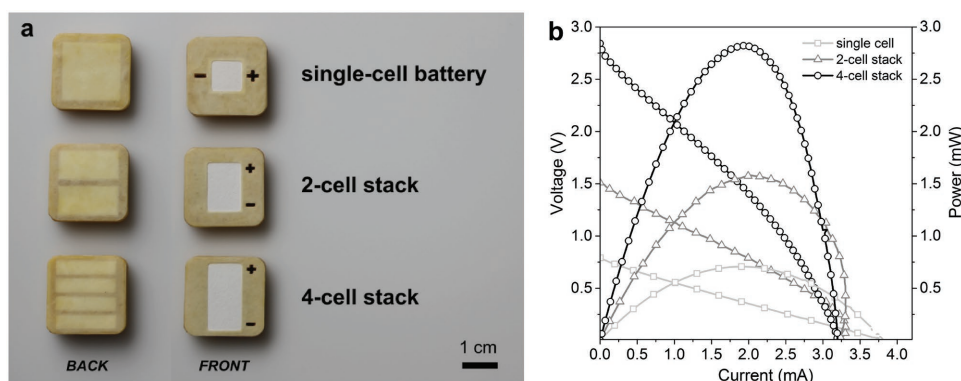 a
single-cell battery
2-cell stack
4-cell stack
BACK
FRONT
1 cm
− +
+
−
+
−
b
single cell
2-cell stack
4-cell stack
Voltage (V)
3.0
2.5
2.0
1.5
1.0
0.5
0.0 0.5 1.0 1.5 2.0 2.5 3.0 3.5 4.0
Current (mA)
3.0
2.5
2.0
1.5
1.0
0.5
Power (mW)